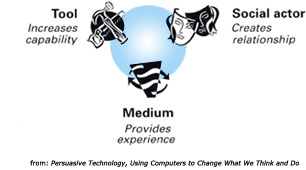 Tool
Increases
capability
Social actor
Creates
relationship
Medium
Provides
experience
from: Persuasive Technology, Using Computers to Change What We Think and Do